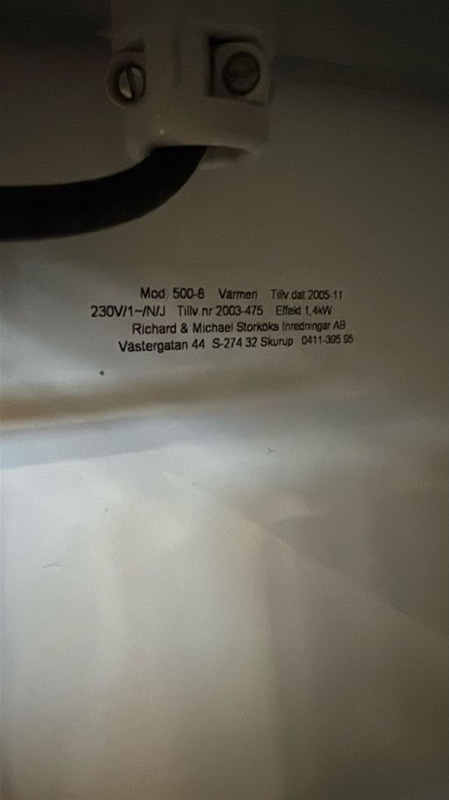 Mod 500-8 Värmeri Tillv dat 2005-11
230V/1~/N/J Tillv.nr 2003-475 Effekt 1,4kW
Richard & Michael Storköks Inredningar AB
Västergatan 44 S-274 32 Skurup 0411-395 95